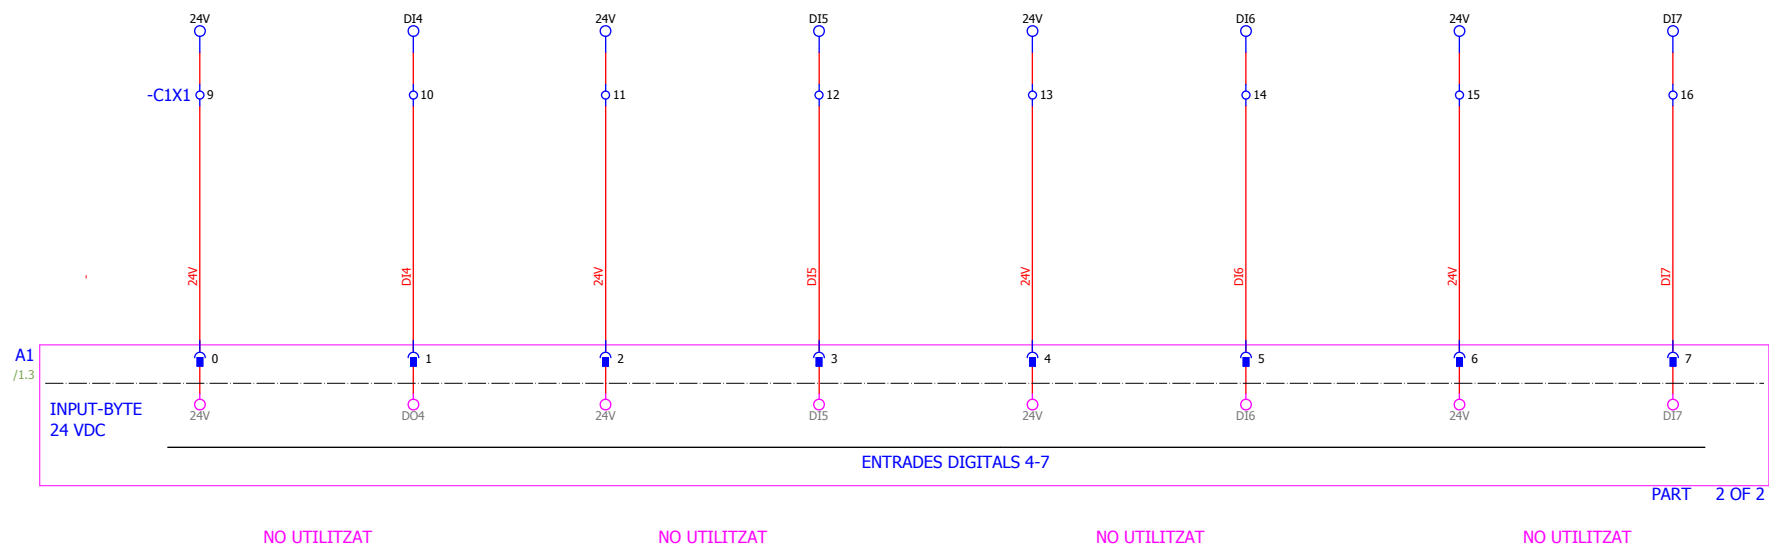 24V DI4 24V DI5 24V DI6 24V DI7
-C1X1 9 10 11 12 13 14 15 16
24V DI4 24V DI5 24V DI6 24V DI7
A1 0 1 2 3 4 5 6 7
/1.3
INPUT-BYTE
24 VDC
24V DO4 24V DI5 24V DI6 24V DI7
ENTRADES DIGITALS 4-7
PART 2 OF 2
NO UTILITZAT NO UTILITZAT NO UTILITZAT NO UTILITZAT